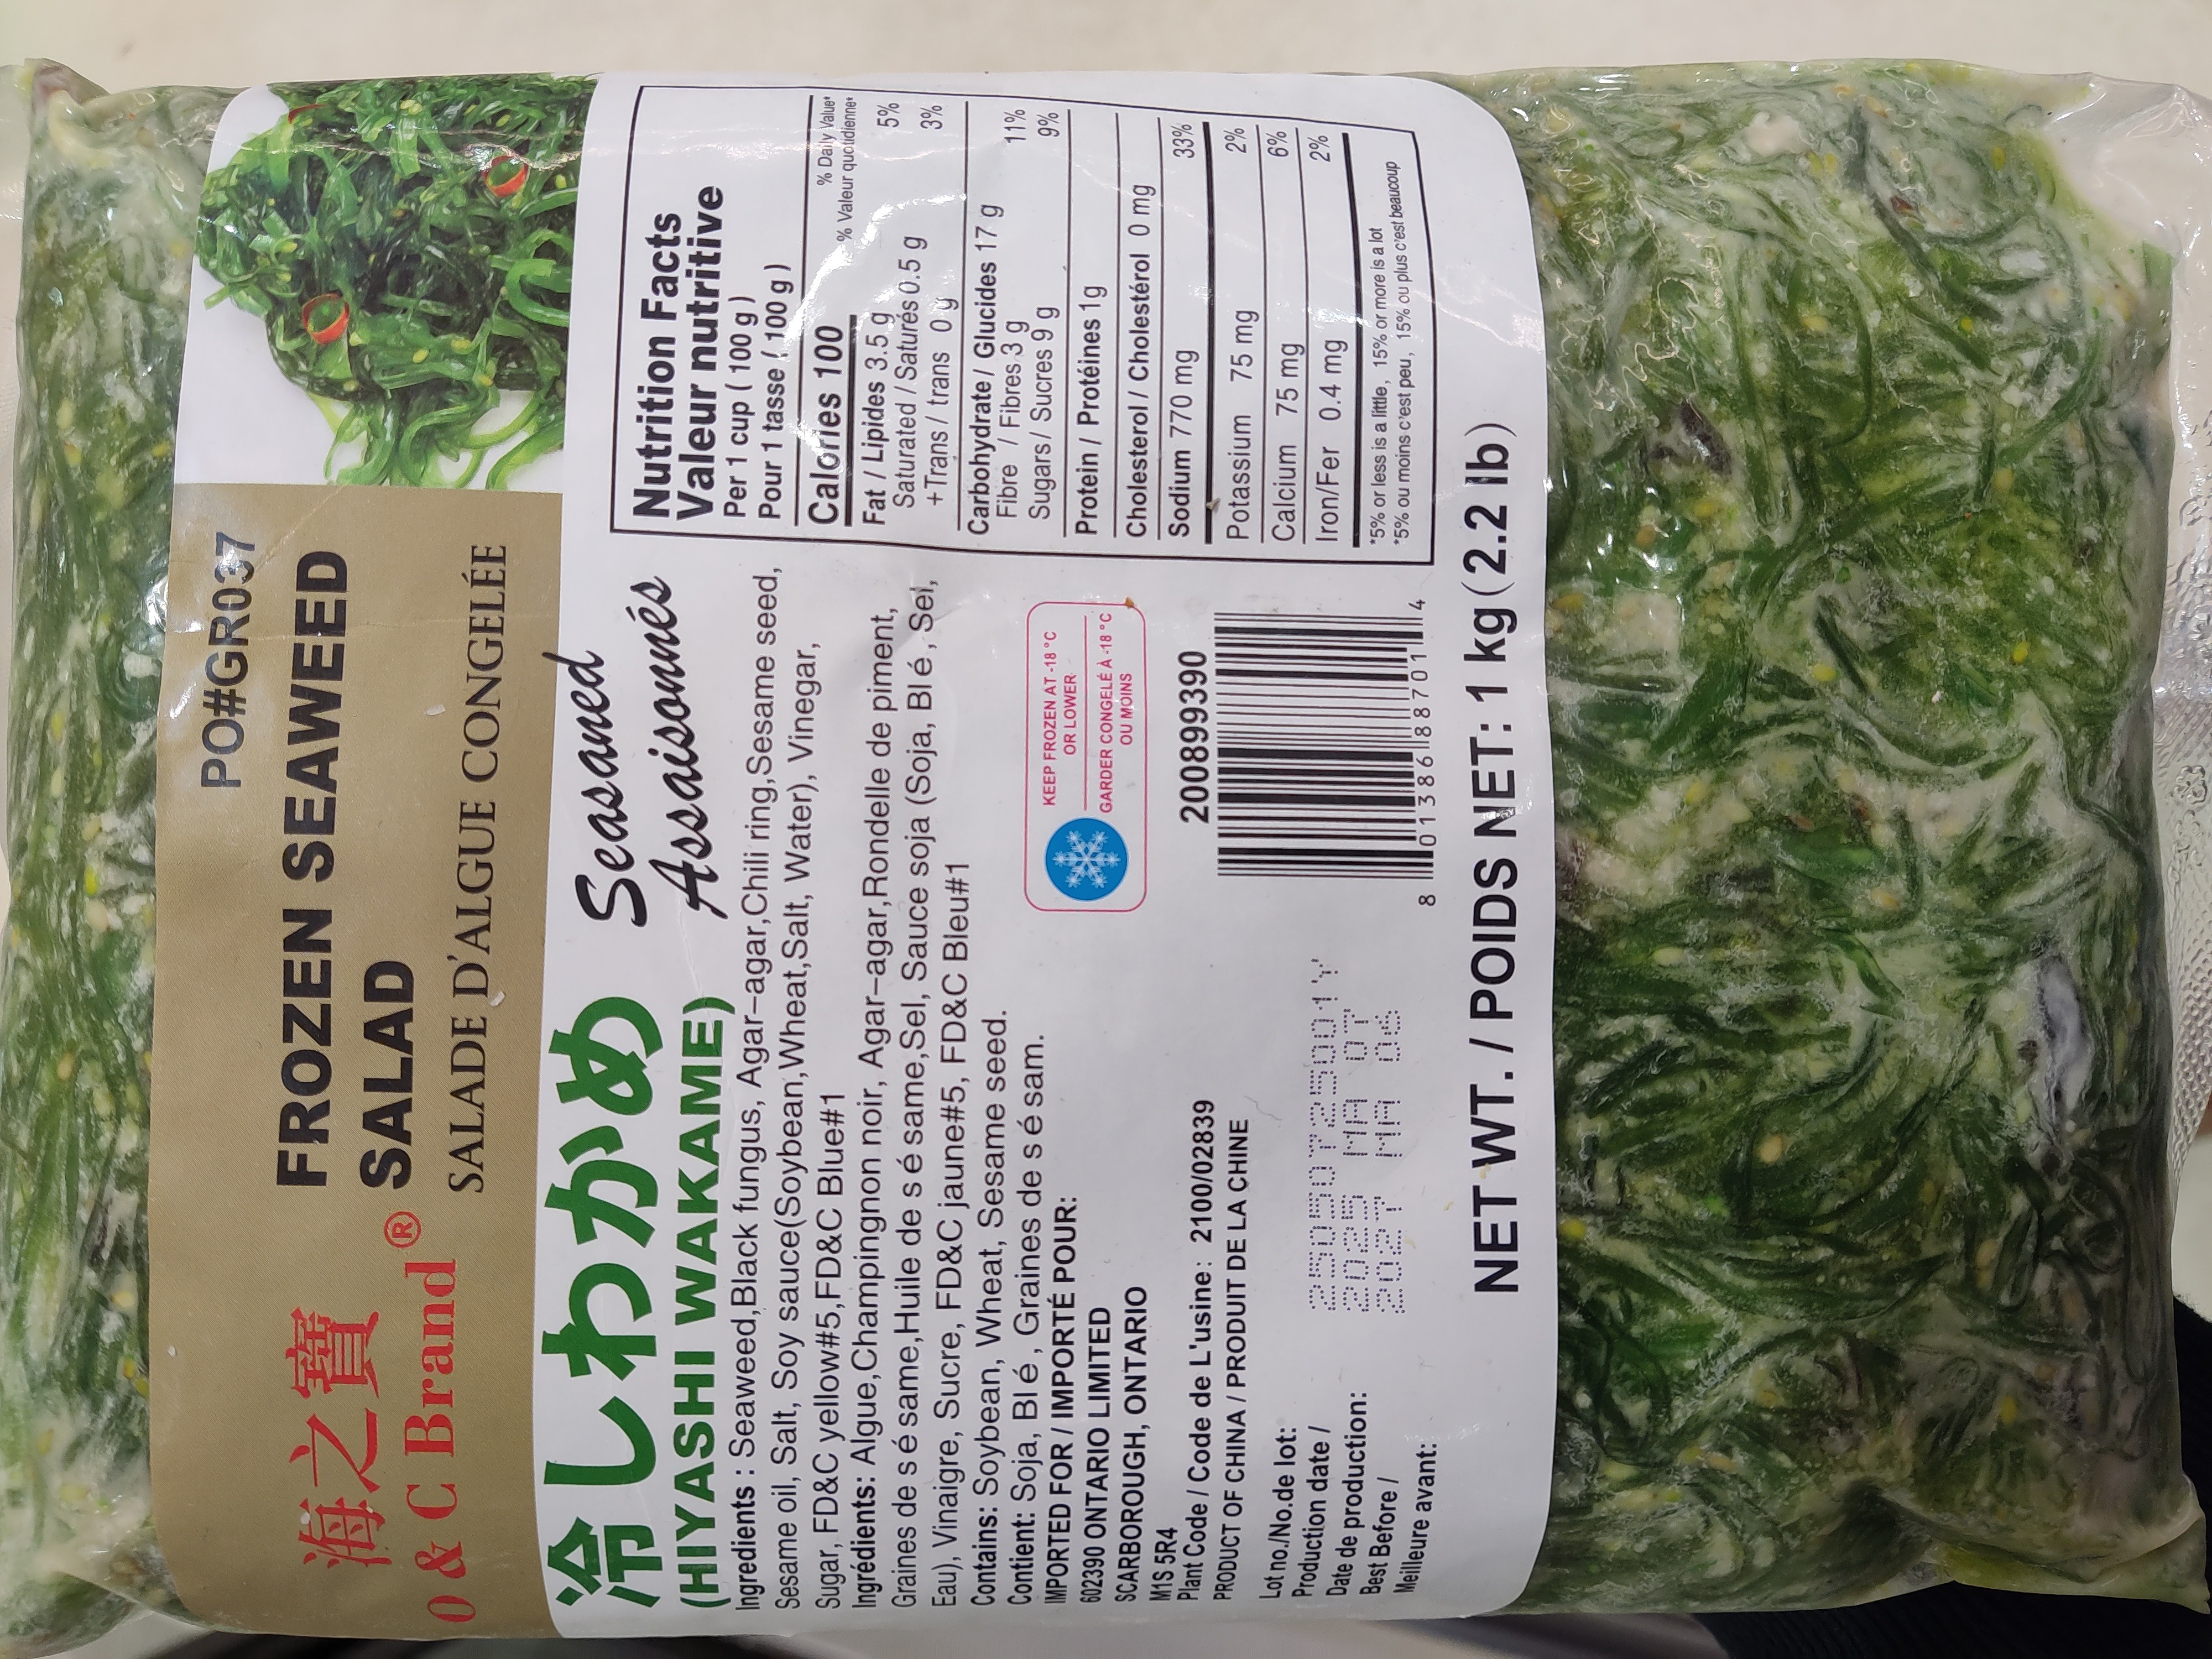 PO#GR037
海之寶
O & C Brand®
FROZEN SEAWEED
SALAD
SALADE D'ALGUE CONGELÉE
冷しわかめ
(HIYASHI WAKAME)
Seasaned
Assaisonnés
Ingredients : Seaweed,Black fungus, Agar-agar,Chili ring,Sesame seed,
Sesame oil, Salt, Soy sauce(Soybean,Wheat,Salt, Water), Vinegar,
Sugar, FD&C yellow#5,FD&C Blue#1
Ingrédients: Algue,Champingnon noir, Agar-agar,Rondelle de piment,
Graines de sésame,Huile de sésame,Sel, Sauce soja (Soja, Blé, Sel,
Eau), Vinaigre, Sucre, FD&C jaune#5, FD&C Bleu#1
Contains: Soybean, Wheat, Sesame seed.
Contient: Soja, Blé, Graines de sésam.
IMPORTED FOR / IMPORTÉ POUR:
602390 ONTARIO LIMITED
SCARBOROUGH, ONTARIO
M1S 5R4
Plant Code / Code de L'usine: 2100/02839
PRODUCT OF CHINA / PRODUIT DE LA CHINE
Lot no./No.de lot: 25050725001Y
Production date /
Date de production: 2025 MA 07
Best Before /
Meilleure avant: 2027 MA 06
KEEP FROZEN AT -18 °C
OR LOWER
GARDER CONGELÉ À -18 °C
OU MOINS
200899390
8 01386 88701 4
Nutrition Facts
Valeur nutritive
Per 1 cup ( 100 g )
Pour 1 tasse ( 100 g )
Calories 100
% Daily Value*
% Valeur quotidienne*
Fat / Lipides 3.5 g 5%
Saturated / Saturés 0.5 g 3%
+Trans / trans 0 g
Carbohydrate / Glucides 17 g 11%
Fibre / Fibres 3 g
Sugars / Sucres 9 g 9%
Protein / Protéines 1g
Cholesterol / Cholestérol 0 mg
Sodium 770 mg 33%
Potassium 75 mg 2%
Calcium 75 mg 6%
Iron/Fer 0.4 mg 2%
*5% or less is a little, 15% or more is a lot
*5% ou moins c'est peu, 15% ou plus c'est beaucoup
NET WT. / POIDS NET: 1 kg (2.2 lb)